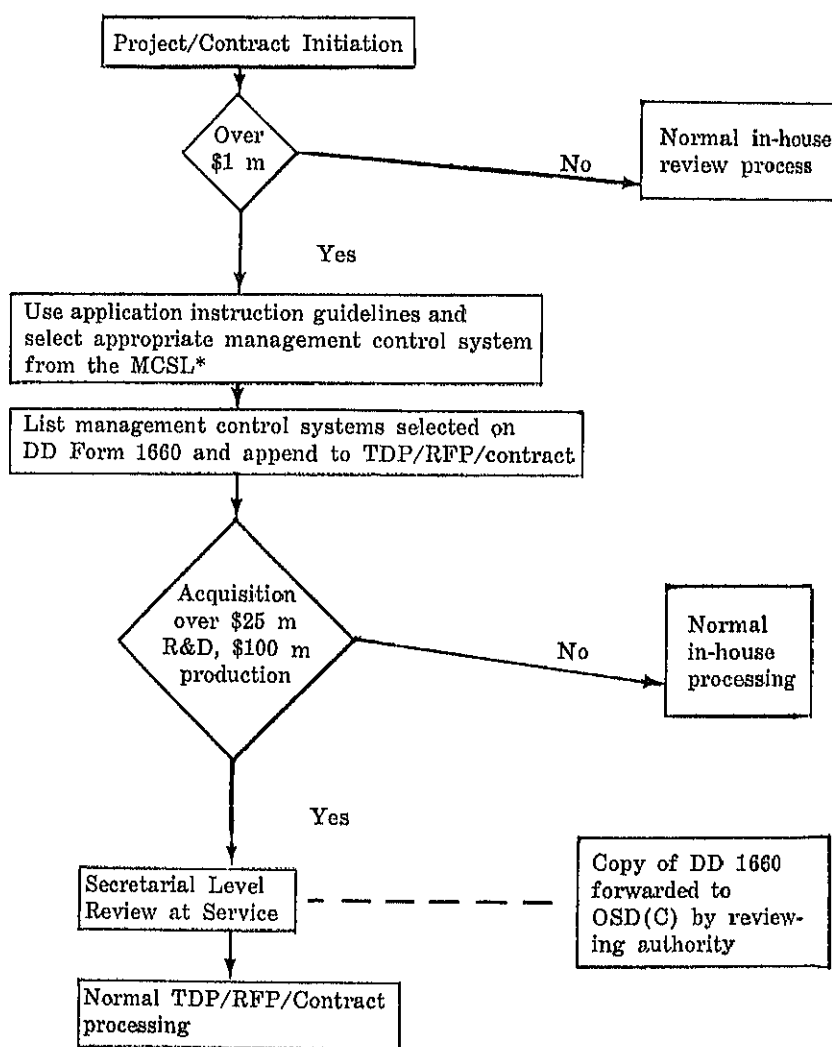 Project/Contract Initiation
Over
$1 m
No
Normal in-house
review process
Yes
Use application instruction guidelines and
select appropriate management control system
from the MCSL*
List management control systems selected on
DD Form 1660 and append to TDP/RFP/contract
Acquisition
over $25 m
R&D, $100 m
production
No
Normal
in-house
processing
Yes
Secretarial Level
Review at Service
Copy of DD 1660
forwarded to
OSD(C) by review-
ing authority
Normal TDP/RFP/Contract
processing